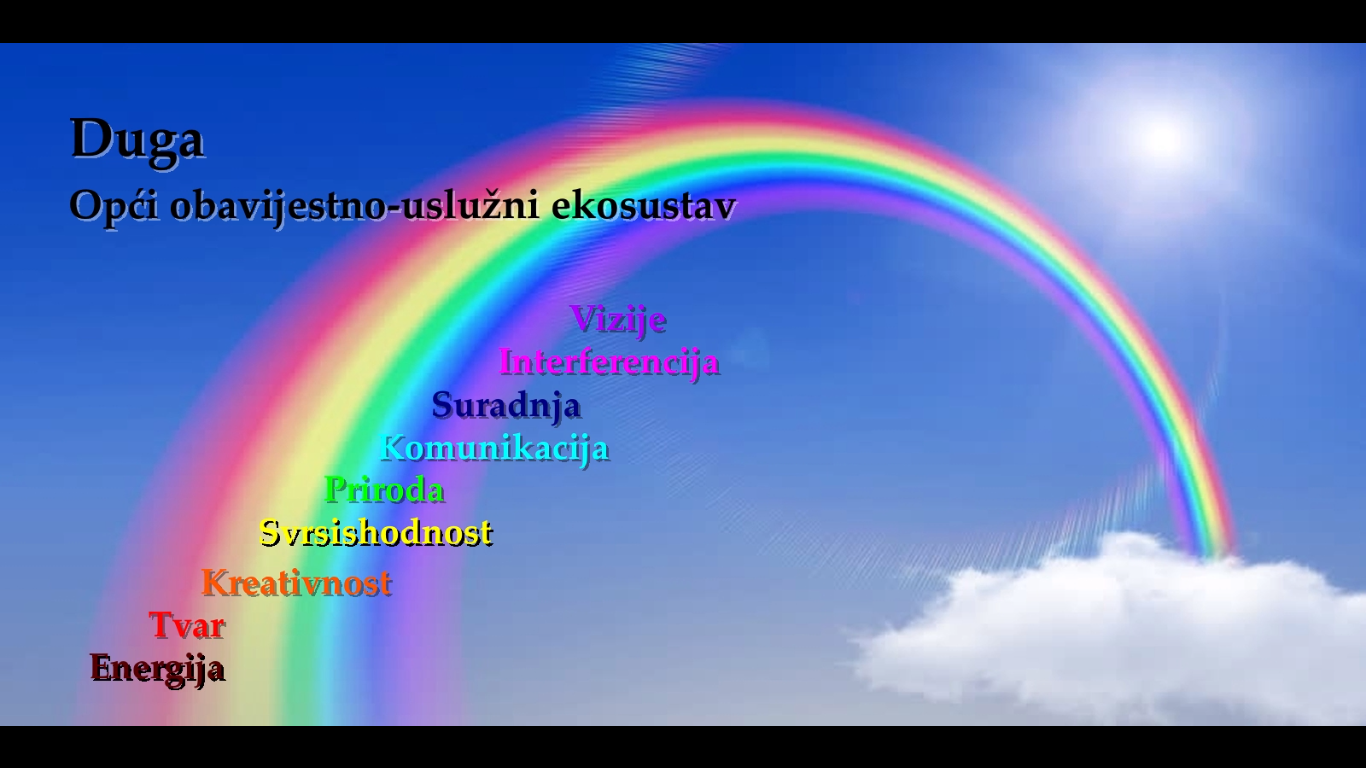 Duga
Opći obavijestno-uslužni ekosustav
Vizije
Interferencija
Suradnja
Komunikacija
Priroda
Svrsishodnost
Kreativnost
Tvar
Energija